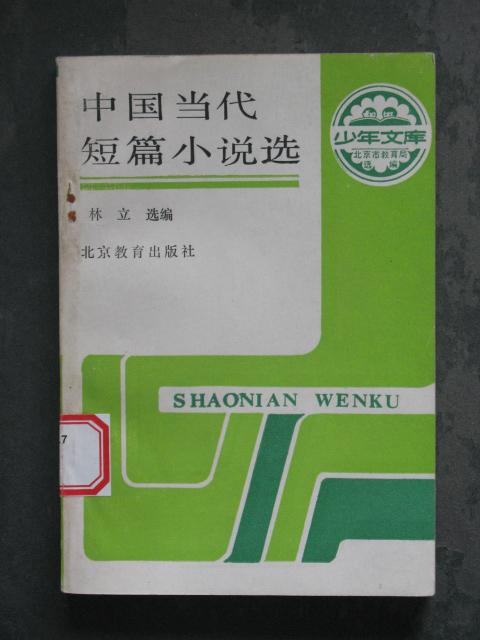 中国当代
短篇小说选
林立 选编
北京教育出版社
少年文库
北京市教育局
选编
SHAONIAN WENKU
.7